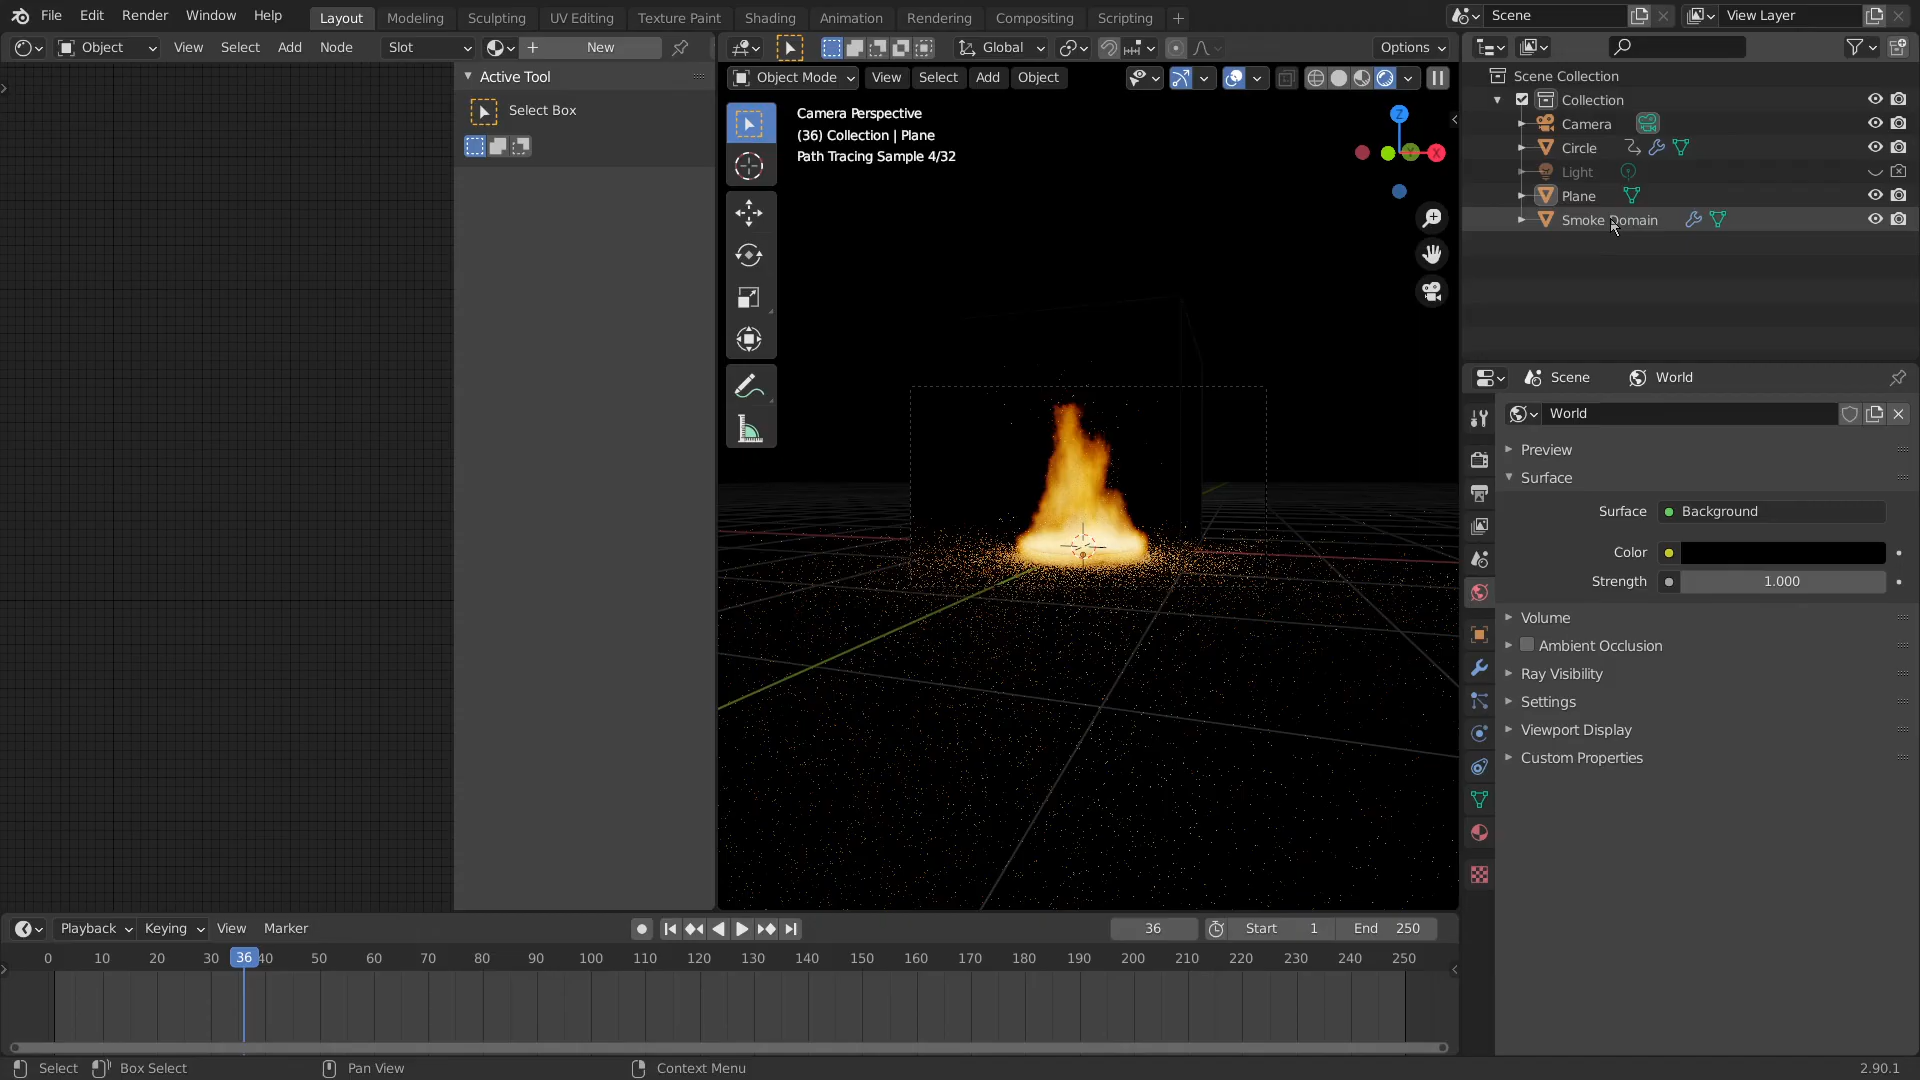 File Edit Render Window Help Layout Modeling Sculpting UV Editing Texture Paint Shading Animation Rendering Compositing Scripting + Scene View Layer
Object View Select Add Node Slot New Global Options
Active Tool
Select Box
Object Mode View Select Add Object
Camera Perspective
(36) Collection | Plane
Path Tracing Sample 4/32
Z
X
Scene Collection
Collection
Camera
Circle
Light
Plane
Smoke Domain
Scene World
World
Preview
Surface
Surface Background
Color
Strength 1.000
Volume
Ambient Occlusion
Ray Visibility
Settings
Viewport Display
Custom Properties
Playback Keying View Marker 36 Start 1 End 250
0 10 20 30 36 40 50 60 70 80 90 100 110 120 130 140 150 160 170 180 190 200 210 220 230 240 250
Select Box Select Pan View Context Menu 2.90.1